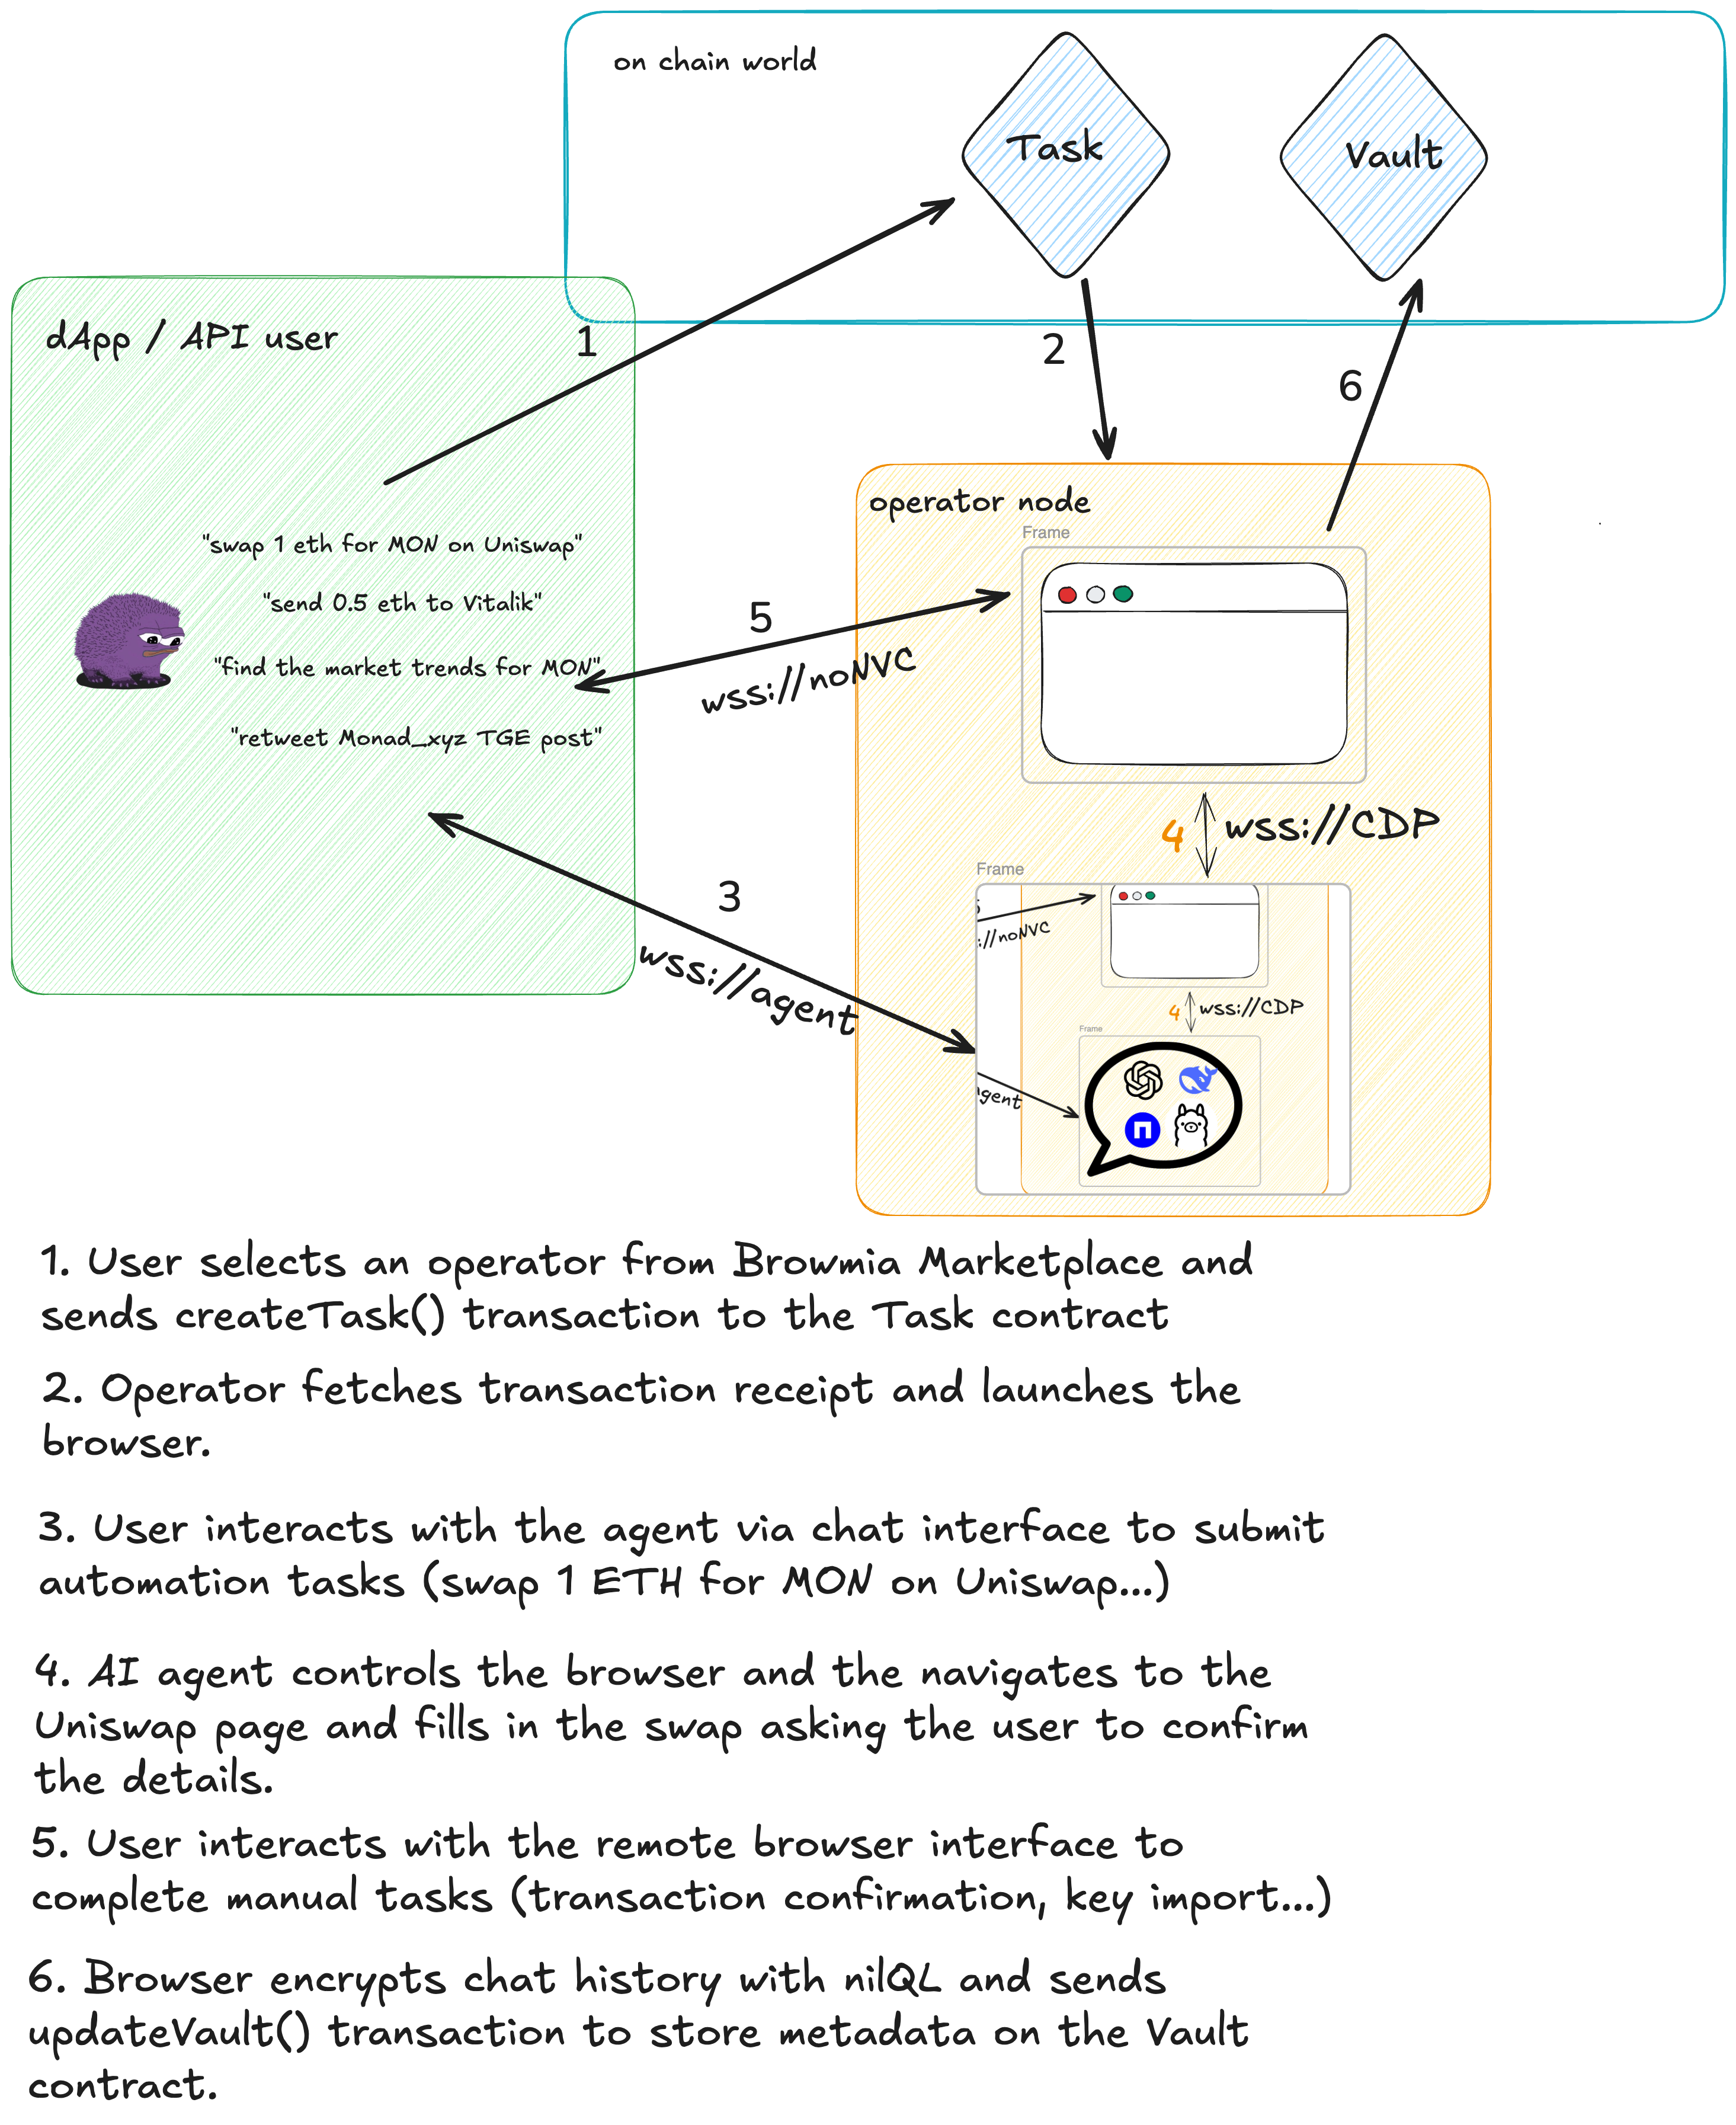 on chain world
Task
Vault
dApp / API user
1
2
6
operator node
Frame
"swap 1 eth for MON on Uniswap"
"send 0.5 eth to Vitalik"
5
"find the market trends for MON"
wss://noNVC
"retweet Monad_xyz TGE post"
4 wss://CDP
Frame
3
://noNVC
wss://agent
4 wss://CDP
Frame
agent
1. User selects an operator from Browmia Marketplace and
sends createTask() transaction to the Task contract
2. Operator fetches transaction receipt and launches the
browser.
3. User interacts with the agent via chat interface to submit
automation tasks (swap 1 ETH for MON on Uniswap...)
4. AI agent controls the browser and the navigates to the
Uniswap page and fills in the swap asking the user to confirm
the details.
5. User interacts with the remote browser interface to
complete manual tasks (transaction confirmation, key import...)
6. Browser encrypts chat history with nilQL and sends
updateVault() transaction to store metadata on the Vault
contract.